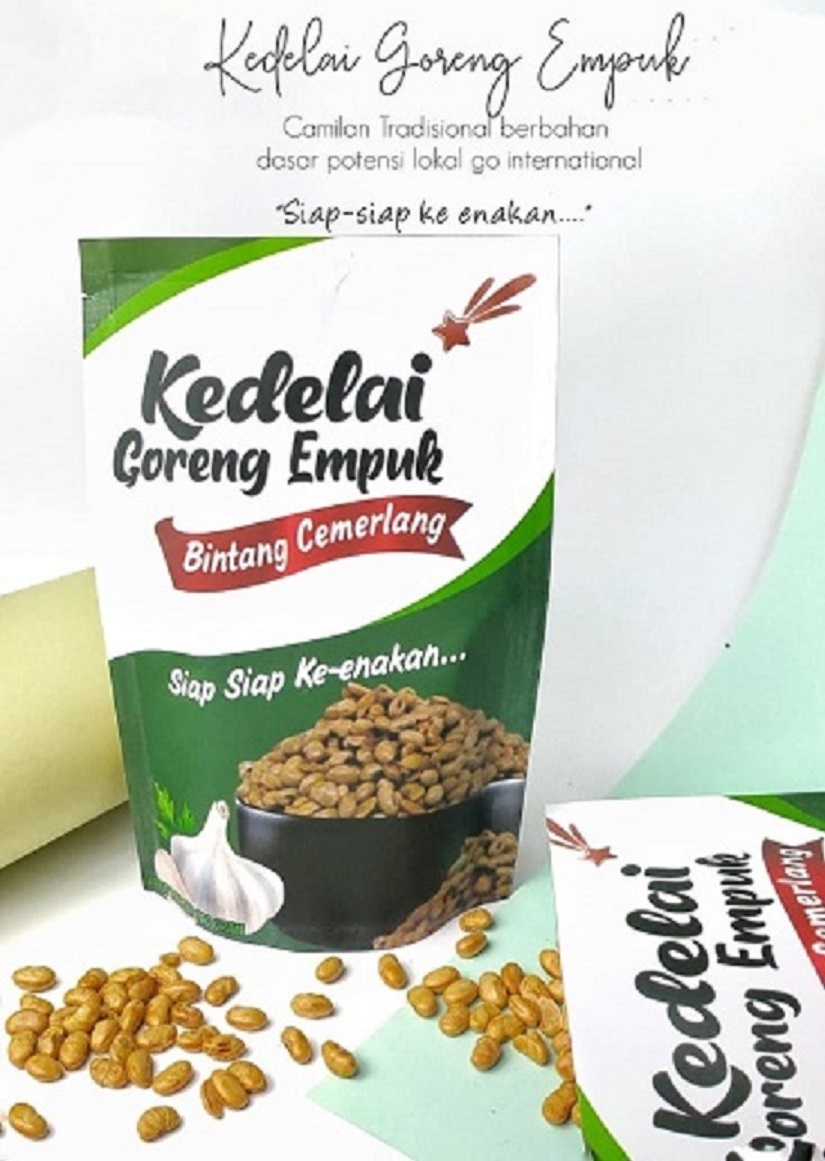 Kedelai Goreng Empuk
Camilan Tradisional berbahan
dasar potensi lokal go international
"Siap-siap ke enakan...."
Kedelai
Goreng Empuk
Bintang Cemerlang
Siap Siap Ke-enakan...
Kedelai
Goreng Empuk
Cemerlang